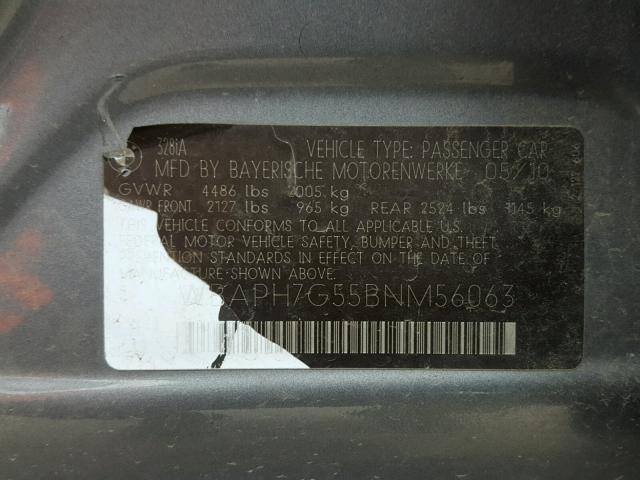 328iA VEHICLE TYPE: PASSENGER CAR
MFD BY BAYERISCHE MOTORENWERKE 05/10
GVWR 4486 lbs 2005 kg
GAWR FRONT 2127 lbs 965 kg REAR 2524 lbs 1145 kg
THIS VEHICLE CONFORMS TO ALL APPLICABLE U.S.
FEDERAL MOTOR VEHICLE SAFETY, BUMPER AND THEFT
PREVENTION STANDARDS IN EFFECT ON THE DATE OF
MANUFACTURE SHOWN ABOVE.
WBAPH7G55BNM56063